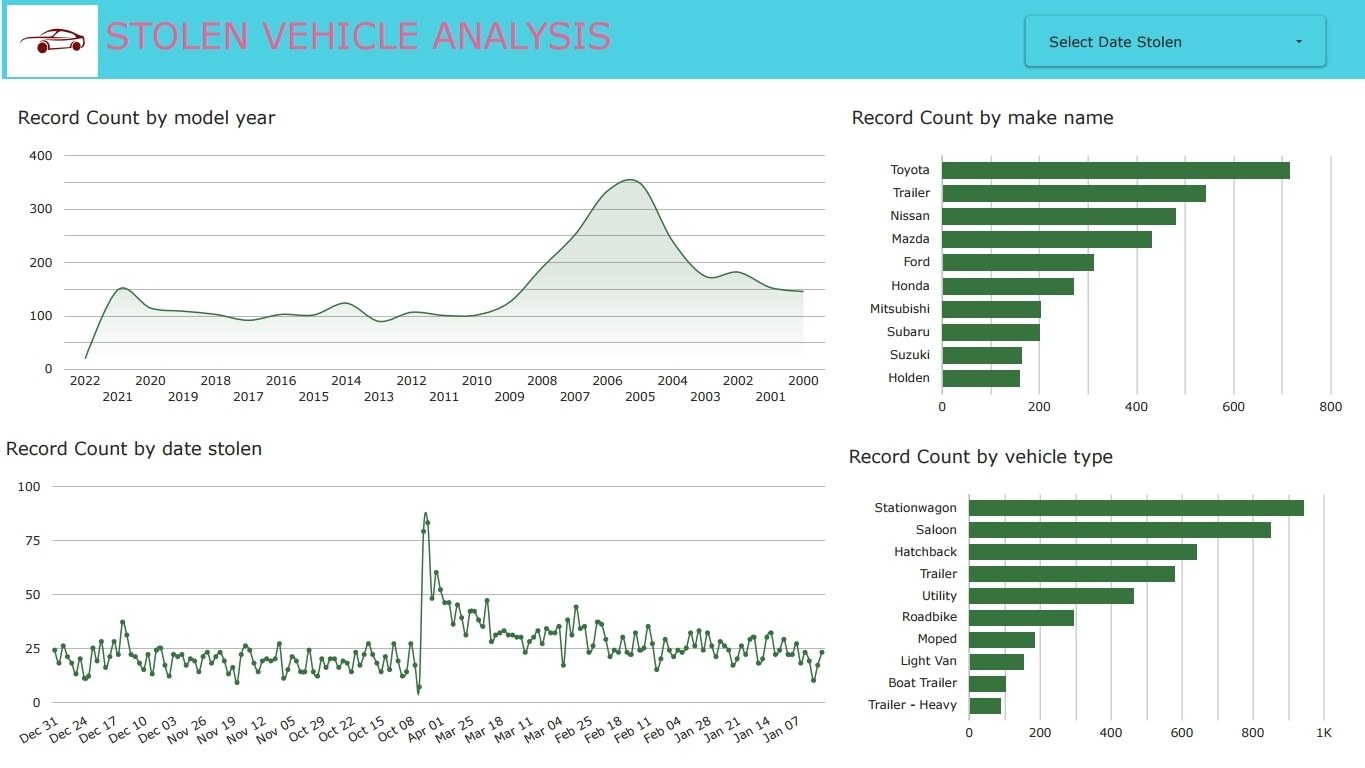 STOLEN VEHICLE ANALYSIS
Select Date Stolen
Record Count by model year
400
300
200
100
0
2022 2020 2018 2016 2014 2012 2010 2008 2006 2004 2002 2000
2021 2019 2017 2015 2013 2011 2009 2007 2005 2003 2001
Record Count by make name
Toyota
Trailer
Nissan
Mazda
Ford
Honda
Mitsubishi
Subaru
Suzuki
Holden
0 200 400 600 800
Record Count by date stolen
100
75
50
25
0
Dec 31 Dec 24 Dec 17 Dec 10 Dec 03 Nov 26 Nov 19 Nov 12 Nov 05 Oct 29 Oct 22 Oct 15 Oct 08 Apr 01 Mar 25 Mar 18 Mar 11 Mar 04 Feb 25 Feb 18 Feb 11 Feb 04 Jan 28 Jan 21 Jan 14 Jan 07
Record Count by vehicle type
Stationwagon
Saloon
Hatchback
Trailer
Utility
Roadbike
Moped
Light Van
Boat Trailer
Trailer - Heavy
0 200 400 600 800 1K